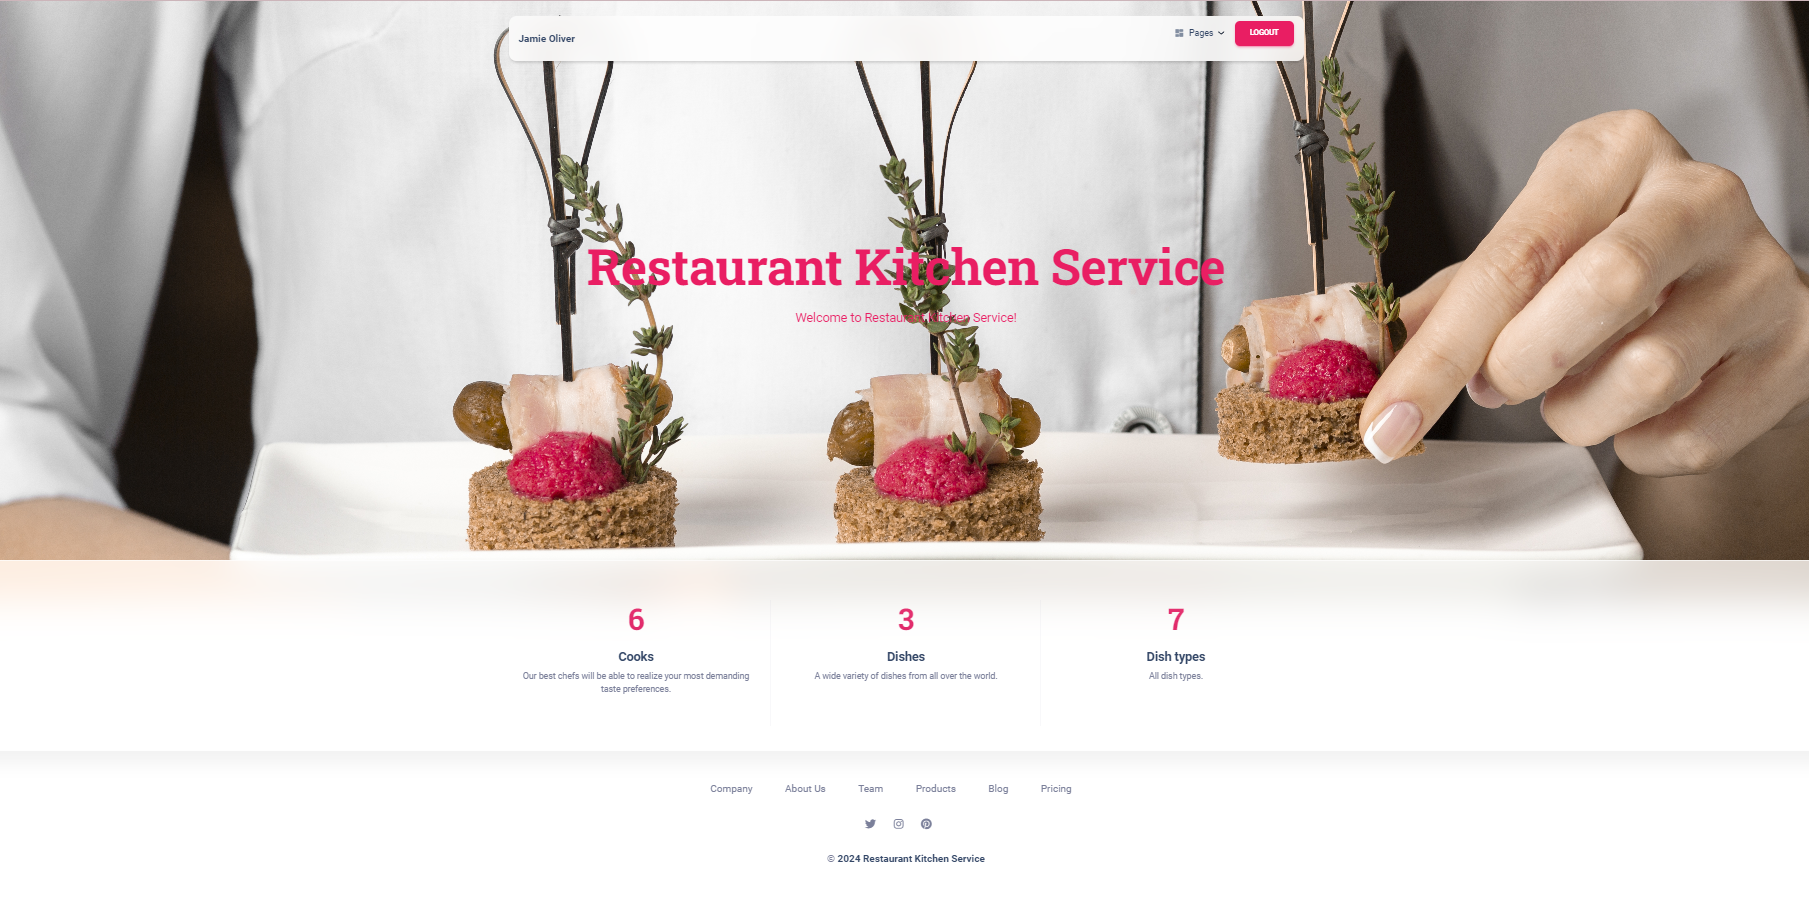 Jamie Oliver
Pages
LOGOUT
Restaurant Kitchen Service
Welcome to Restaurant Kitchen Service!
6
3
7
Cooks
Dishes
Dish types
Our best chefs will be able to realize your most demanding
taste preferences.
A wide variety of dishes from all over the world.
All dish types.
Company About Us Team Products Blog Pricing
© 2024 Restaurant Kitchen Service